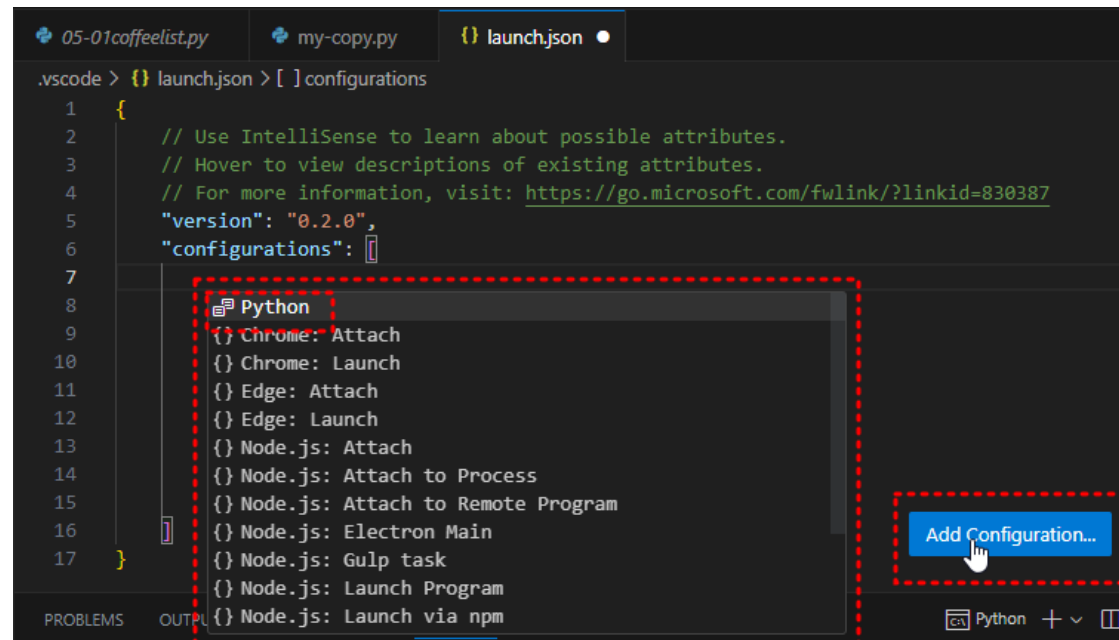 05-01coffeelist.py my-copy.py {} launch.json
.vscode > {} launch.json > [ ] configurations
1 {
2 // Use IntelliSense to learn about possible attributes.
3 // Hover to view descriptions of existing attributes.
4 // For more information, visit: https://go.microsoft.com/fwlink/?linkid=830387
5 "version": "0.2.0",
6 "configurations": [
7
8 Python
9 {} Chrome: Attach
10 {} Chrome: Launch
11 {} Edge: Attach
12 {} Edge: Launch
13 {} Node.js: Attach
14 {} Node.js: Attach to Process
15 {} Node.js: Attach to Remote Program
16 ] {} Node.js: Electron Main Add Configuration...
17 } {} Node.js: Gulp task
{} Node.js: Launch Program
PROBLEMS {} Node.js: Launch via npm Python